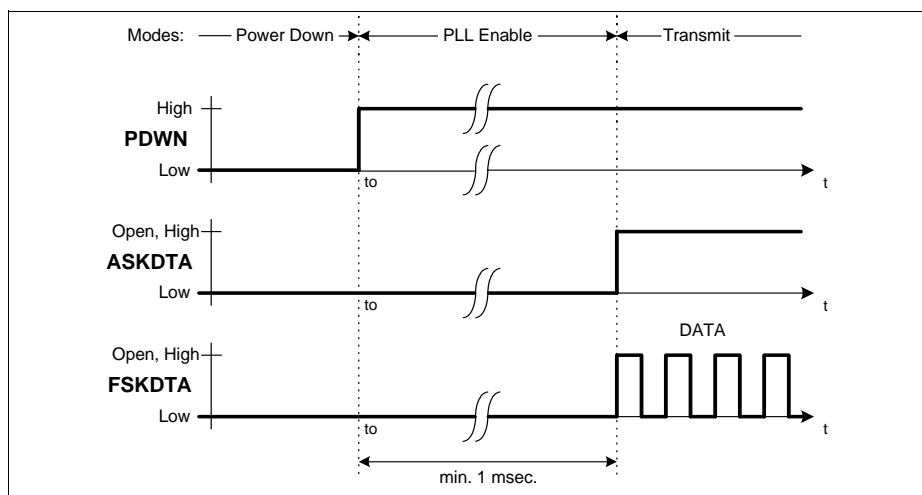 Modes: Power Down PLL Enable Transmit
High
PDWN
Low
to
t
Open, High
ASKDTA
Low
to
t
DATA
Open, High
FSKDTA
Low
to
t
min. 1 msec.